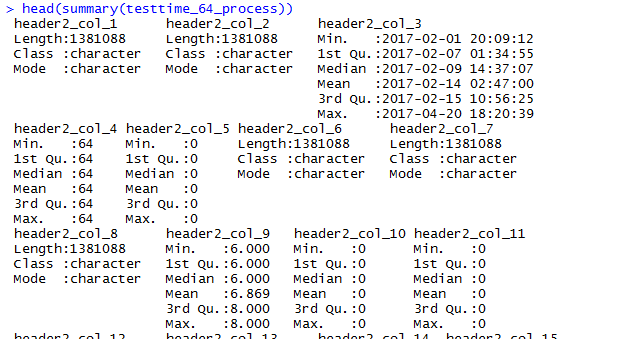 > head(summary(testtime_64_process))
header2_col_1 header2_col_2 header2_col_3
Length:1381088 Length:1381088 Min. :2017-02-01 20:09:12
Class :character Class :character 1st Qu.:2017-02-07 01:34:55
Mode :character Mode :character Median :2017-02-09 14:37:07
Mean :2017-02-14 02:47:00
3rd Qu.:2017-02-15 10:56:25
Max. :2017-04-20 18:20:39
header2_col_4 header2_col_5 header2_col_6 header2_col_7
Min. :64 Min. :0 Length:1381088 Length:1381088
1st Qu.:64 1st Qu.:0 Class :character Class :character
Median :64 Median :0 Mode :character Mode :character
Mean :64 Mean :0
3rd Qu.:64 3rd Qu.:0
Max. :64 Max. :0
header2_col_8 header2_col_9 header2_col_10 header2_col_11
Length:1381088 Min. :6.000 Min. :0 Min. :0
Class :character 1st Qu.:6.000 1st Qu.:0 1st Qu.:0
Mode :character Median :6.000 Median :0 Median :0
Mean :6.869 Mean :0 Mean :0
3rd Qu.:8.000 3rd Qu.:0 3rd Qu.:0
Max. :8.000 Max. :0 Max. :0
header2_col_12 header2_col_13 header2_col_14 header2_col_15